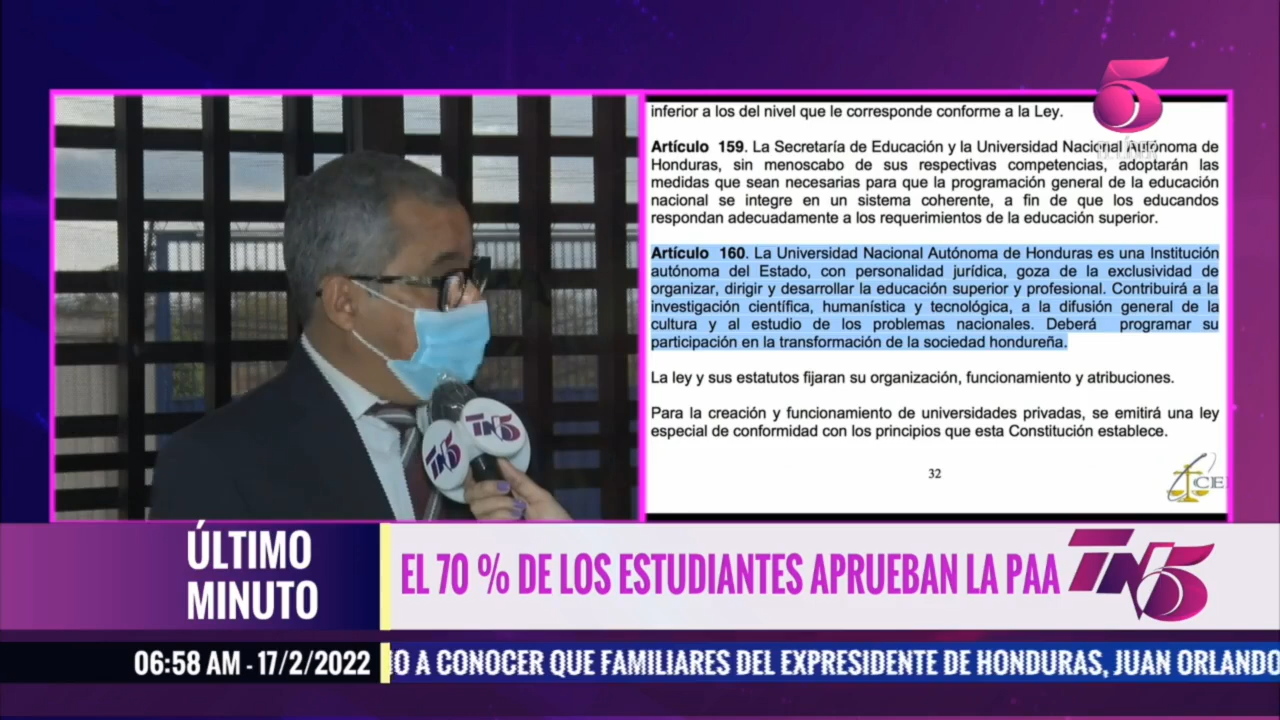 5
inferior a los del nivel que le corresponde conforme a la Ley.
Artículo 159. La Secretaría de Educación y la Universidad Nacional Autónoma de
Honduras, sin menoscabo de sus respectivas competencias, adoptarán las
medidas que sean necesarias para que la programación general de la educación
nacional se integre en un sistema coherente, a fin de que los educandos
respondan adecuadamente a los requerimientos de la educación superior.
Artículo 160. La Universidad Nacional Autónoma de Honduras es una Institución
autónoma del Estado, con personalidad jurídica, goza de la exclusividad de
organizar, dirigir y desarrollar la educación superior y profesional. Contribuirá a la
investigación científica, humanística y tecnológica, a la difusión general de la
cultura y al estudio de los problemas nacionales. Deberá programar su
participación en la transformación de la sociedad hondureña.
La ley y sus estatutos fijaran su organización, funcionamiento y atribuciones.
Para la creación y funcionamiento de universidades privadas, se emitirá una ley
especial de conformidad con los principios que esta Constitución establece.
32
CE
TN5
TN5
ÚLTIMO
MINUTO
EL 70 % DE LOS ESTUDIANTES APRUEBAN LA PAA
TN5
06:58 AM - 17/2/2022
O A CONOCER QUE FAMILIARES DEL EXPRESIDENTE DE HONDURAS, JUAN ORLANDO